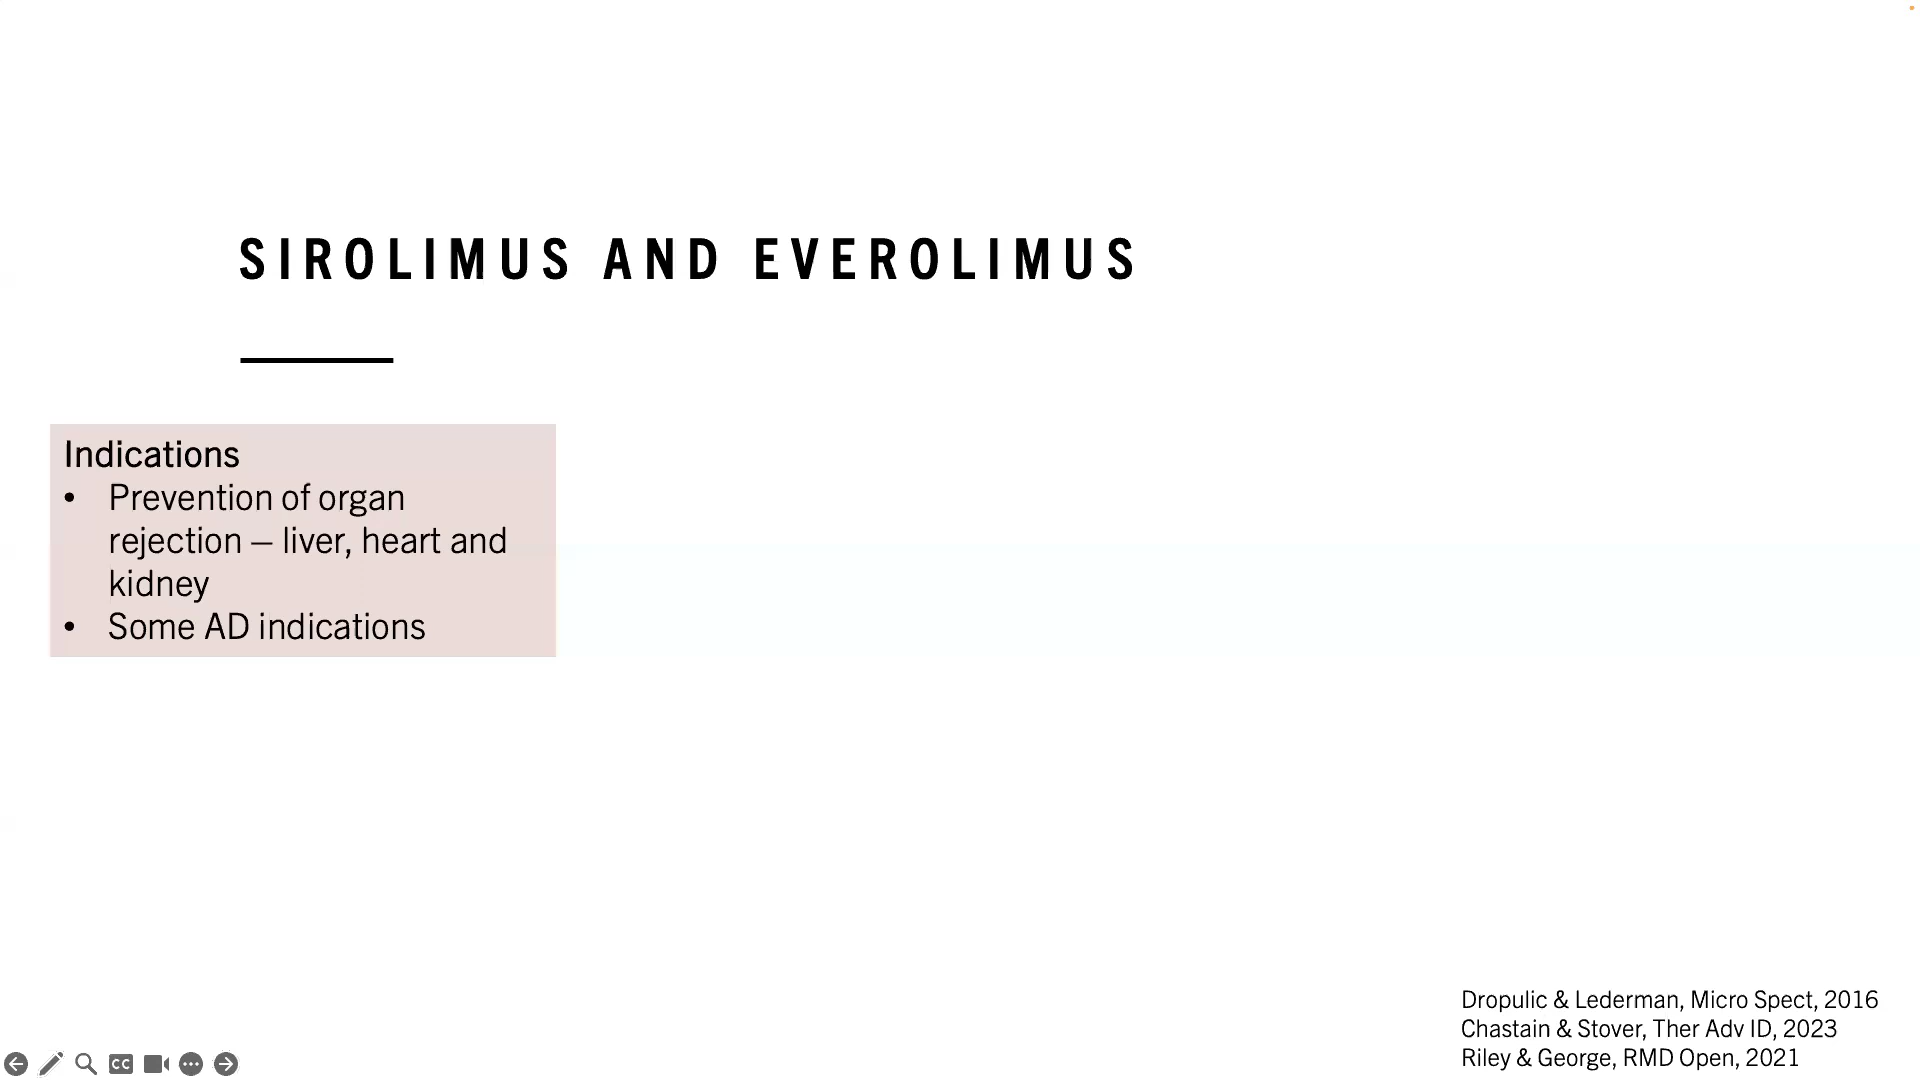 SIROLIMUS AND EVEROLIMUS
Indications
• Prevention of organ
rejection – liver, heart and
kidney
• Some AD indications
Dropulic & Lederman, Micro Spect, 2016
Chastain & Stover, Ther Adv ID, 2023
Riley & George, RMD Open, 2021
CC